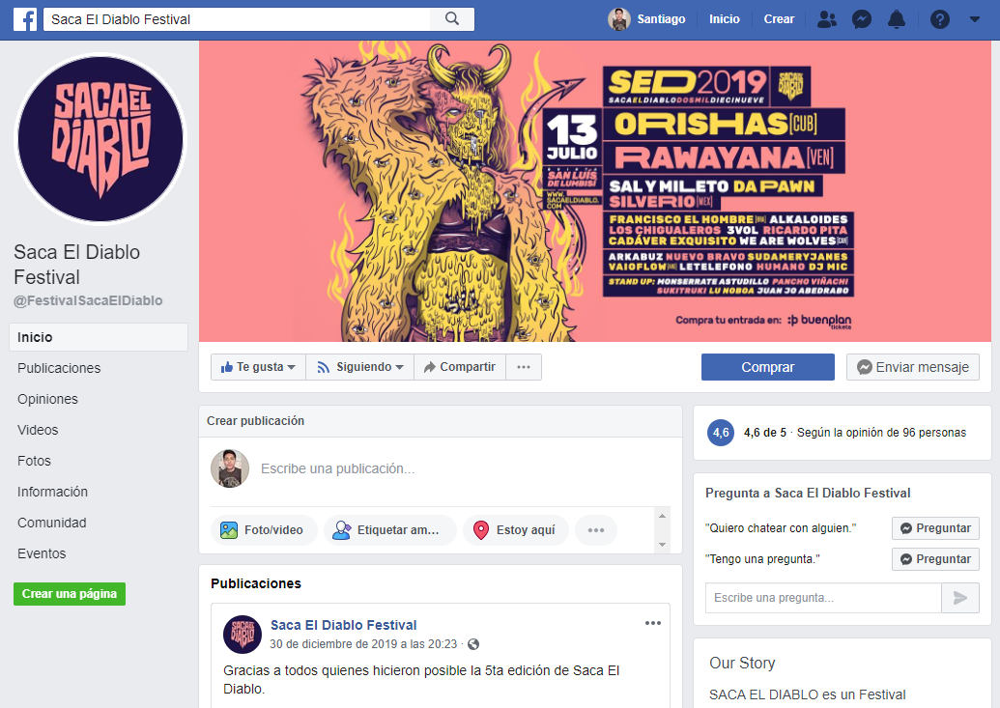 Saca El Diablo Festival
Santiago
Inicio
Crear
SACA EL
DIABLO
SED2019
SACAELDIABLODOSMILDIECINUEVE
SACA EL
DIABLO
13
JULIO
QUINTA
SAN LUÍS
DE LUMBISÍ
WWW.
SACAELDIABLO.
COM
ORISHAS[CUB]
RAWAYANA[VEN]
SAL Y MILETO DA PAWN
SILVERIO[MEX]
FRANCISCO EL HOMBRE ALKALOIDES
LOS CHIGUALEROS 3VOL RICARDO PITA
CADÁVER EXQUISITO WE ARE WOLVES[CAN]
ARKABUZ NUEVO BRAVO SUDAMERYJANES
VAIOFLOW LETELEFONO HUMANO DJ MIC
STAND UP: MONSERRATE ASTUDILLO PANCHO VIÑACHI
SUKITRUKI LU NOBOA JUAN JO ABEDRABO
Compra tu entrada en: buenplan
tickets
Saca El Diablo
Festival
@FestivalSacaElDiablo
Inicio
Publicaciones
Opiniones
Videos
Fotos
Información
Comunidad
Eventos
Crear una página
Te gusta
Siguiendo
Compartir
Comprar
Enviar mensaje
Crear publicación
Escribe una publicación...
Foto/video
Etiquetar am...
Estoy aquí
Publicaciones
SACA EL
DIABLO
Saca El Diablo Festival
30 de diciembre de 2019 a las 20:23 ·
Gracias a todos quienes hicieron posible la 5ta edición de Saca El
Diablo.
4,6
4,6 de 5 · Según la opinión de 96 personas
Pregunta a Saca El Diablo Festival
"Quiero chatear con alguien."
Preguntar
"Tengo una pregunta."
Preguntar
Escribe una pregunta...
Our Story
SACA EL DIABLO es un Festival